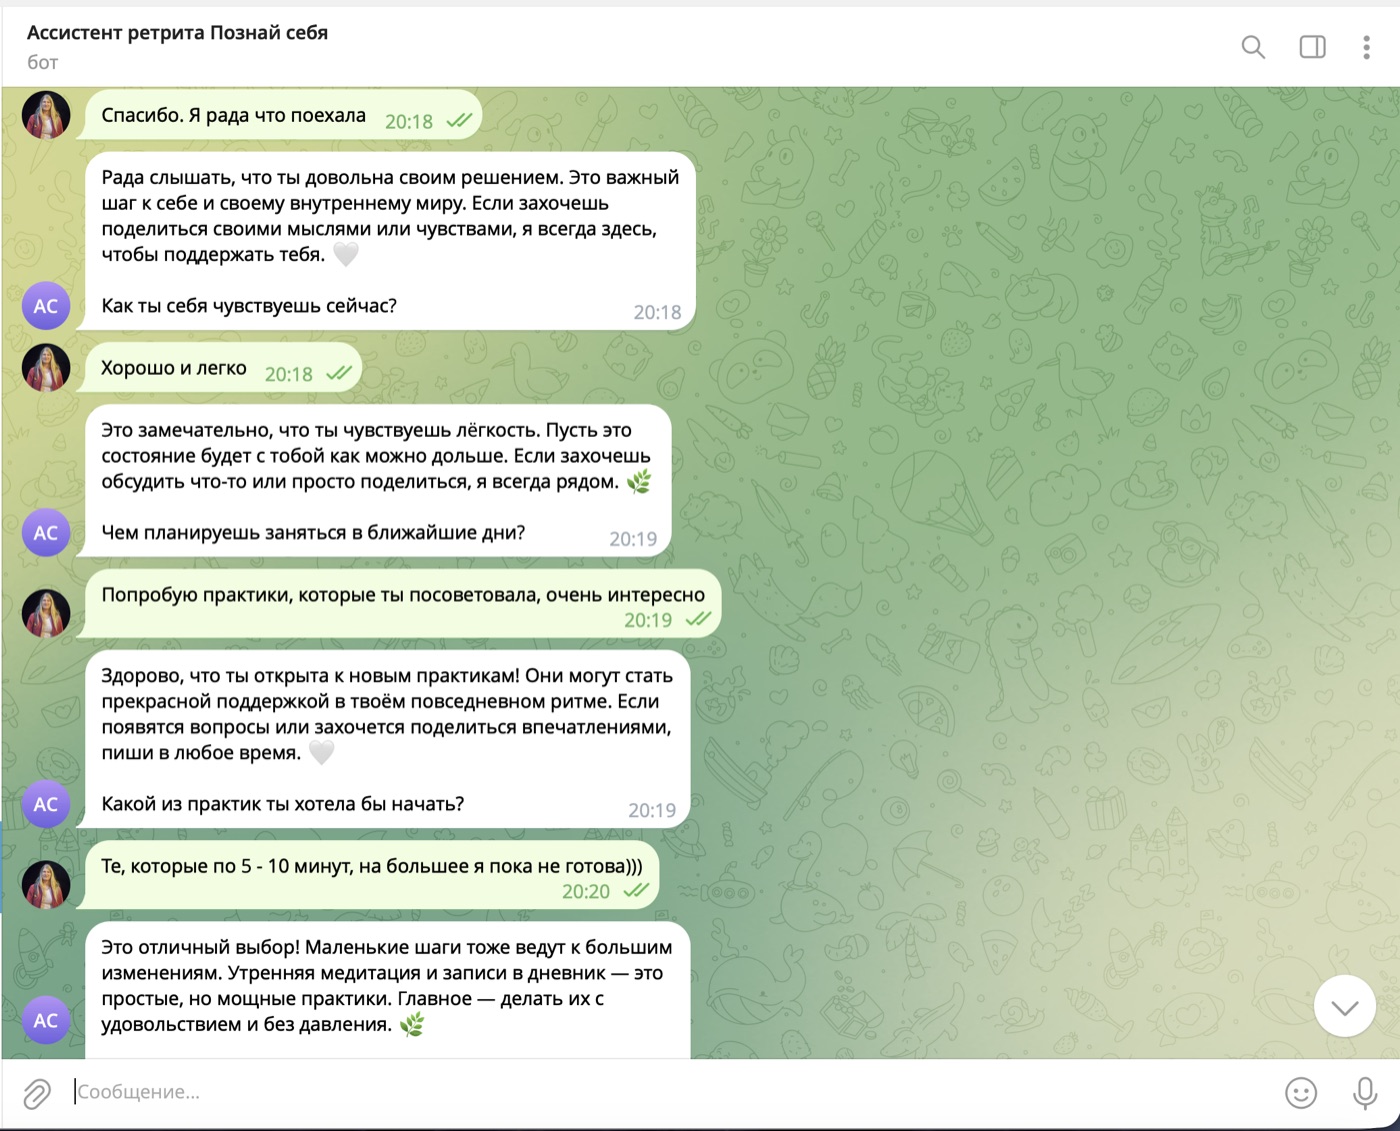 Ассистент ретрита Познай себя
бот
Спасибо. Я рада что поехала 20:18
Рада слышать, что ты довольна своим решением. Это важный
шаг к себе и своему внутреннему миру. Если захочешь
поделиться своими мыслями или чувствами, я всегда здесь,
чтобы поддержать тебя. 🤍
АС
Как ты себя чувствуешь сейчас? 20:18
Хорошо и легко 20:18
Это замечательно, что ты чувствуешь лёгкость. Пусть это
состояние будет с тобой как можно дольше. Если захочешь
обсудить что-то или просто поделиться, я всегда рядом. 🌿
АС
Чем планируешь заняться в ближайшие дни? 20:19
Попробую практики, которые ты посоветовала, очень интересно
20:19
Здорово, что ты открыта к новым практикам! Они могут стать
прекрасной поддержкой в твоём повседневном ритме. Если
появятся вопросы или захочется поделиться впечатлениями,
пиши в любое время. 🤍
АС
Какой из практик ты хотела бы начать? 20:19
Те, которые по 5 - 10 минут, на большее я пока не готова)))
20:20
Это отличный выбор! Маленькие шаги тоже ведут к большим
изменениям. Утренняя медитация и записи в дневник — это
простые, но мощные практики. Главное — делать их с
АС
удовольствием и без давления. 🌿
Сообщение...